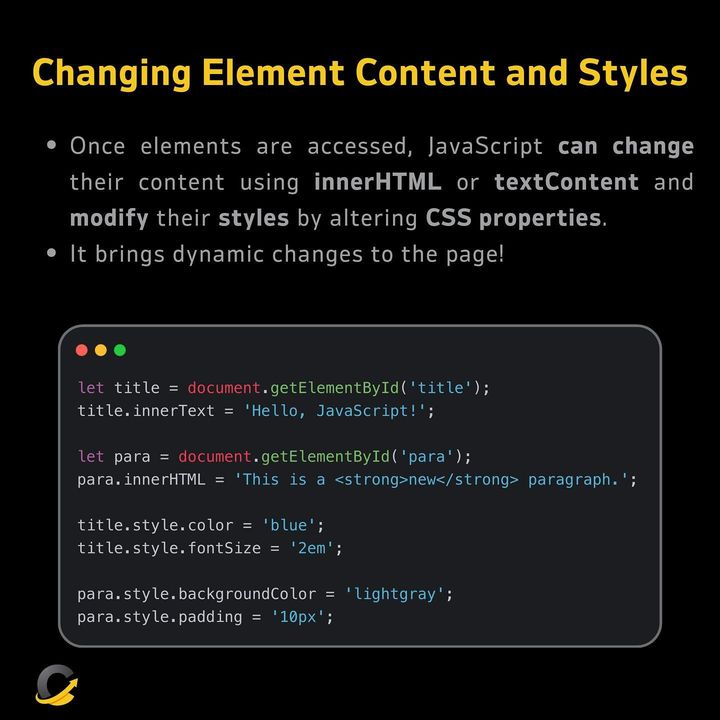 Changing Element Content and Styles
• Once elements are accessed, JavaScript can change
their content using innerHTML or textContent and
modify their styles by altering CSS properties.
• It brings dynamic changes to the page!
let title = document.getElementById('title');
title.innerText = 'Hello, JavaScript!';
let para = document.getElementById('para');
para.innerHTML = 'This is a <strong>new</strong> paragraph.';
title.style.color = 'blue';
title.style.fontSize = '2em';
para.style.backgroundColor = 'lightgray';
para.style.padding = '10px';